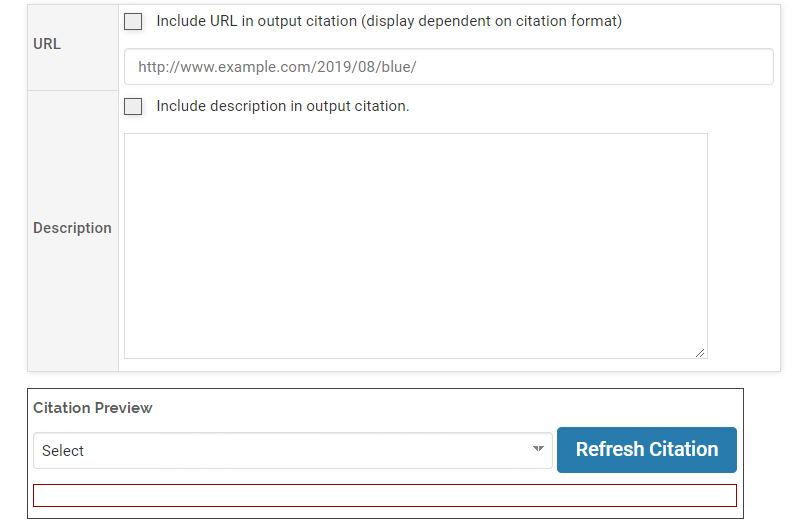 URL
Include URL in output citation (display dependent on citation format)
http://www.example.com/2019/08/blue/
Include description in output citation.
Description
Citation Preview
Select
Refresh Citation